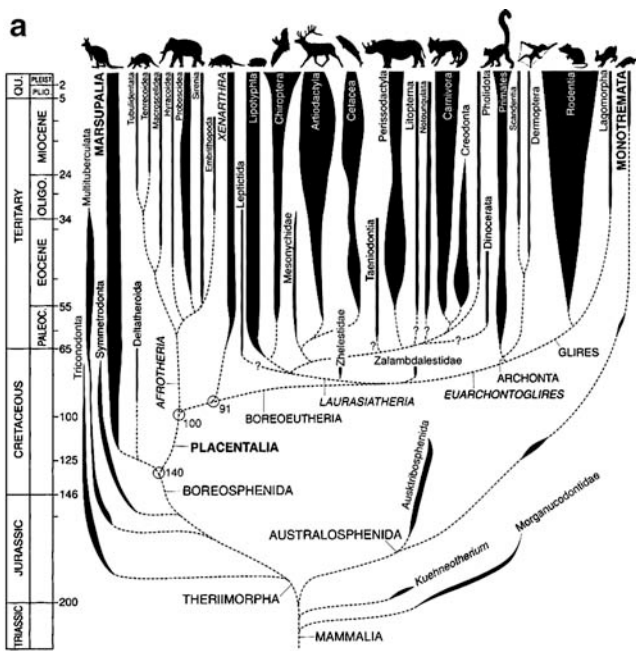 a
QU.
PLEIST
PLIO.
TERTIARY
MIOCENE
OLIGO.
EOCENE
PALEOC.
CRETACEOUS
JURASSIC
TRIASSIC
2
5
24
34
55
65
100
125
146
200
Multituberculata
MARSUPALIA
Tubulidentata
Tenrecoidea
Macroscelidea
Hyracoidea
Proboscidea
Sirenia
Embrithopoda
XENARTHRA
Leptictida
Lipotyphla
Chiroptera
Mesonychidae
Artiodactyla
Cetacea
Taeniodontia
Perissodactyla
Litopterna
Notoungulata
Carnivora
Creodonta
Pholidota
Dinocerata
Primates
Scandentia
Dermoptera
Rodentia
Lagomorpha
MONOTREMATA
Triponodonta
Symmetrodonta
Deltatheroida
AFROTHERIA
Zhelestidae
Zalambdalestidae
?
?
?
?
?
GLIRES
ARCHONTA
EUARCHONTOGLIRES
LAURASIATHERIA
BOREOEUTHERIA
91
100
PLACENTALIA
140
BOREOSPHENIDA
Ausktribosphenida
AUSTRALOSPHENIDA
Morganucodontidae
Kuehneotherium
THERIIMORPHA
MAMMALIA